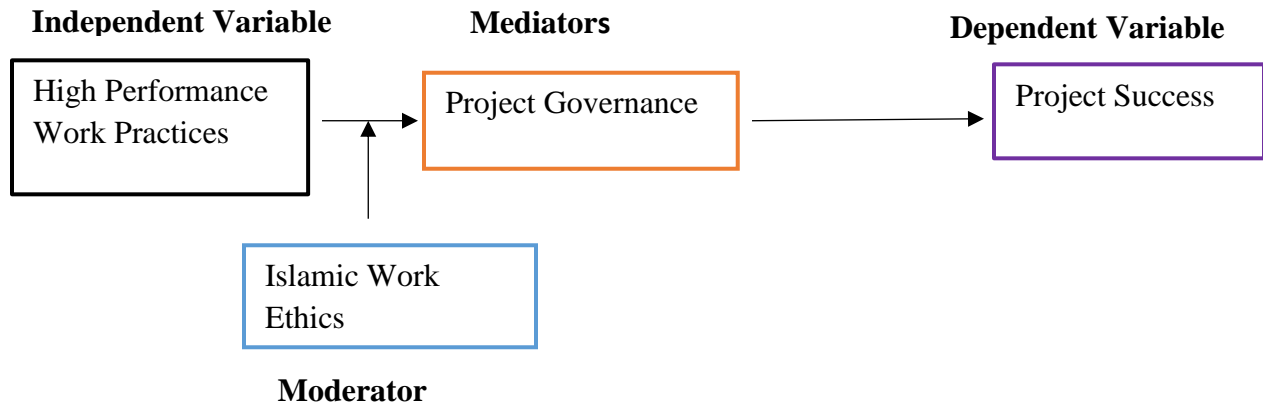 Independent Variable
Mediators
Dependent Variable
High Performance
Work Practices
Project Governance
Project Success
Islamic Work
Ethics
Moderator